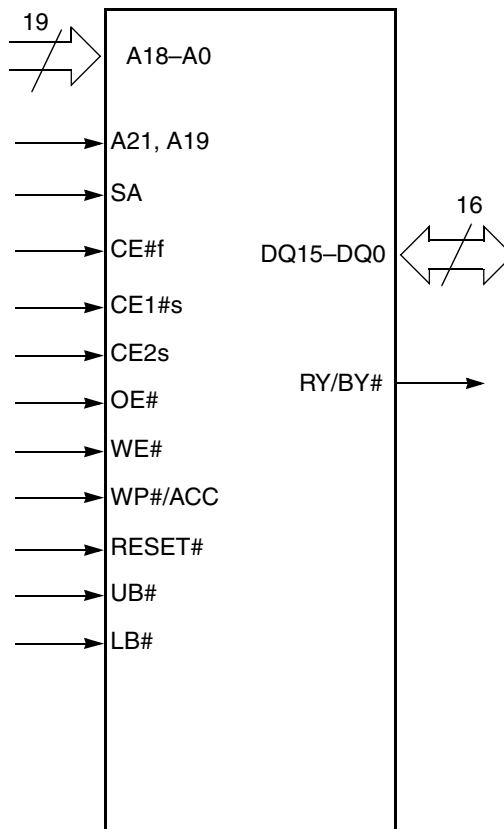 19
A18–A0
A21, A19
SA
CE#f
CE1#s
CE2s
OE#
WE#
WP#/ACC
RESET#
UB#
LB#
16
DQ15–DQ0
RY/BY#